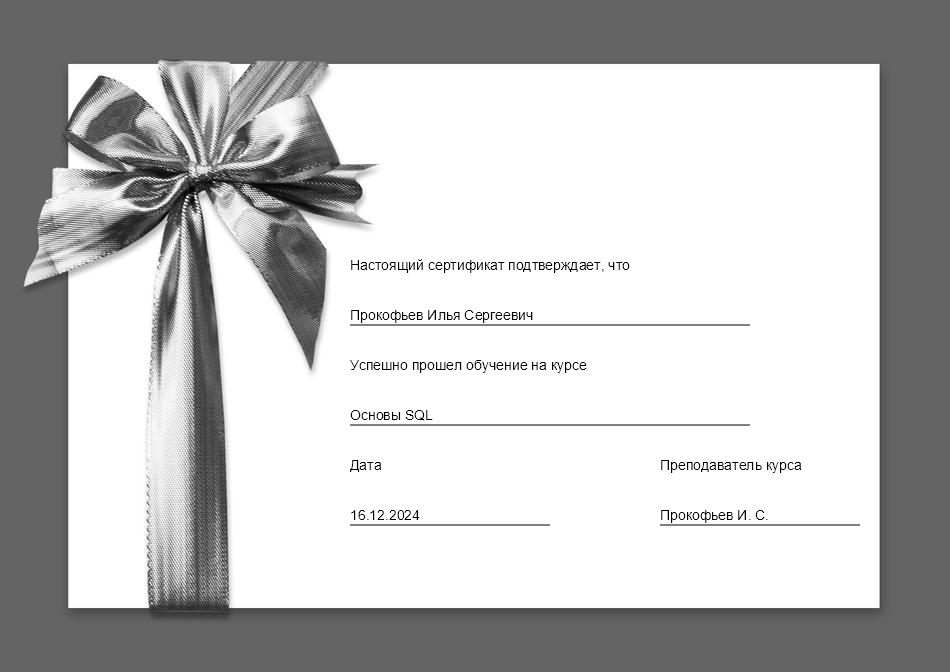 Настоящий сертификат подтверждает, что
Прокофьев Илья Сергеевич
Успешно прошел обучение на курсе
Основы SQL
Дата
Преподаватель курса
16.12.2024
Прокофьев И. С.